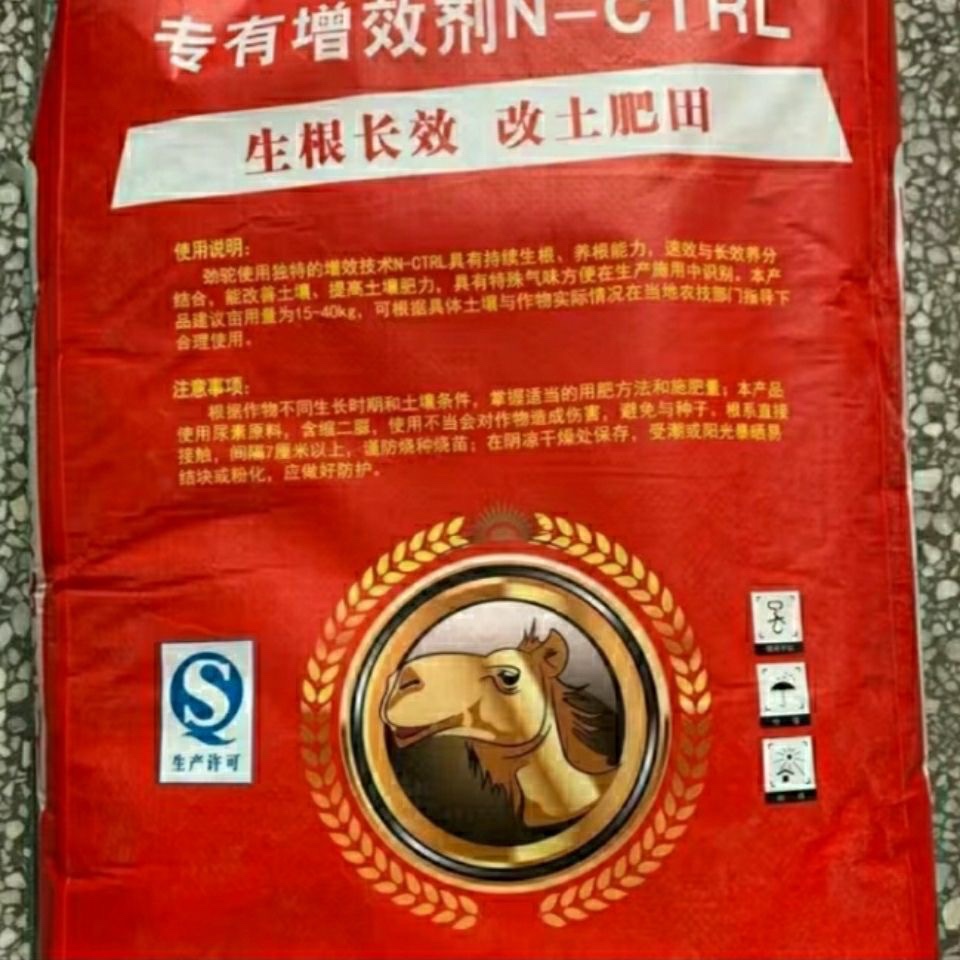 专有增效剂N-CTRL
生根长效 改土肥田
使用说明:
劲驼使用独特的增效技术N-CTRL具有持续生根、养根能力,速效与长效养分
结合,能改善土壤、提高土壤肥力,具有特殊气味方便在生产施用中识别。本产
品建议亩用量为15-40kg,可根据具体土壤与作物实际情况在当地农技部门指导下
合理使用。
注意事项:
根据作物不同生长时期和土壤条件,掌握适当的用肥方法和施肥量;本产品
使用尿素原料,含缩二脲,使用不当会对作物造成伤害,避免与种子、根系直接
接触,间隔7厘米以上,谨防烧种烧苗;在阴凉干燥处保存,受潮或阳光暴晒易
结块或粉化,应做好防护。
生产许可